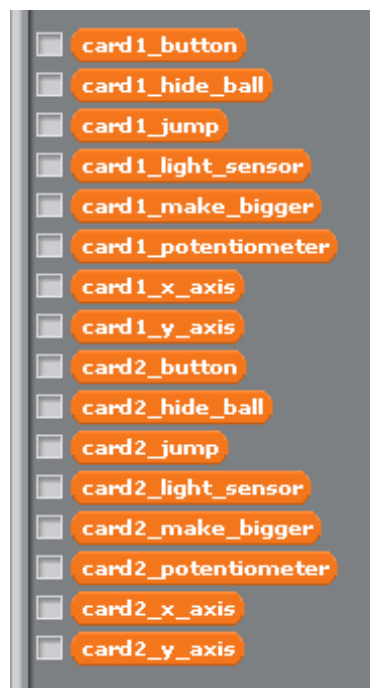 card1_button
card1_hide_ball
card1_jump
card1_light_sensor
card1_make_bigger
card1_potentiometer
card1_x_axis
card1_y_axis
card2_button
card2_hide_ball
card2_jump
card2_light_sensor
card2_make_bigger
card2_potentiometer
card2_x_axis
card2_y_axis